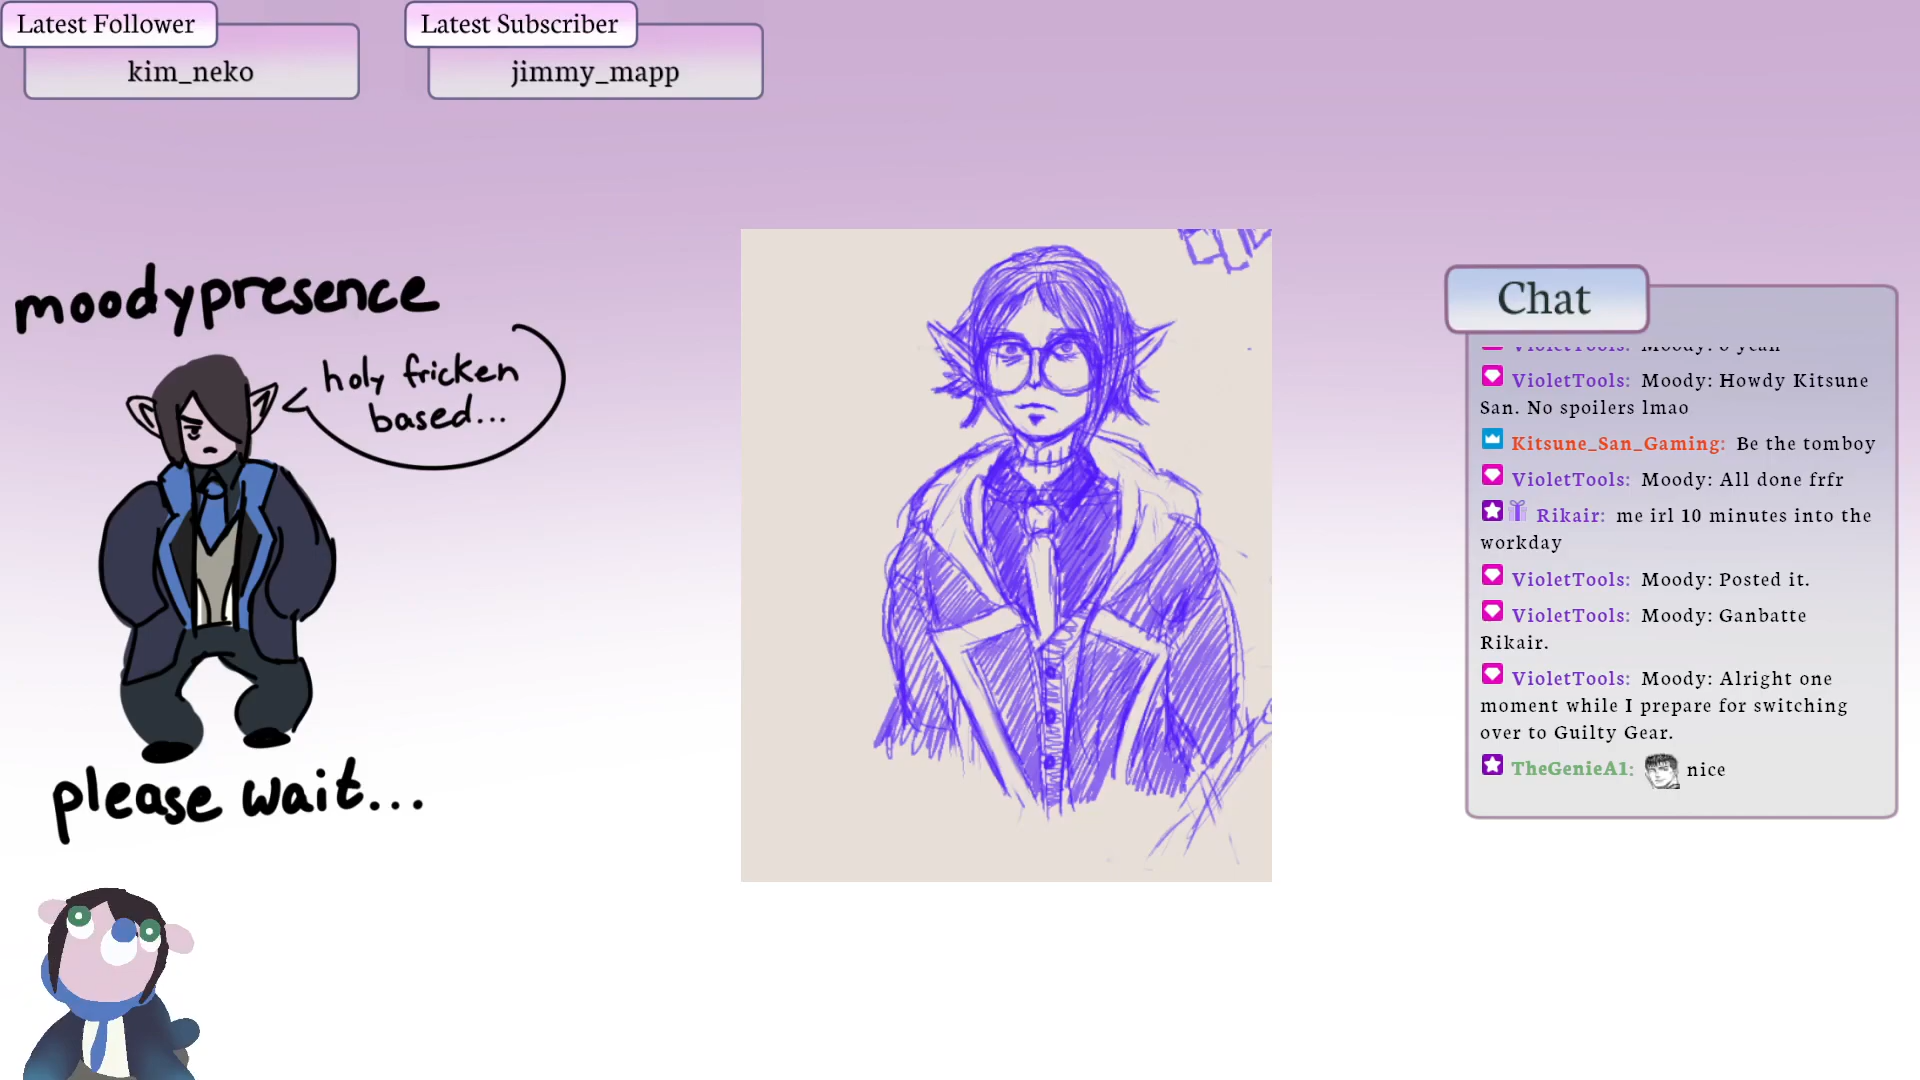 Latest Follower
kim_neko
Latest Subscriber
jimmy_mapp
moodypresence
holy fricken
based...
please wait...
Chat
VioletTools: Moody: o yeah
VioletTools: Moody: Howdy Kitsune
San. No spoilers lmao
Kitsune_San_Gaming: Be the tomboy
VioletTools: Moody: All done frfr
Rikair: me irl 10 minutes into the
workday
VioletTools: Moody: Posted it.
VioletTools: Moody: Ganbatte
Rikair.
VioletTools: Moody: Alright one
moment while I prepare for switching
over to Guilty Gear.
TheGenieA1: nice